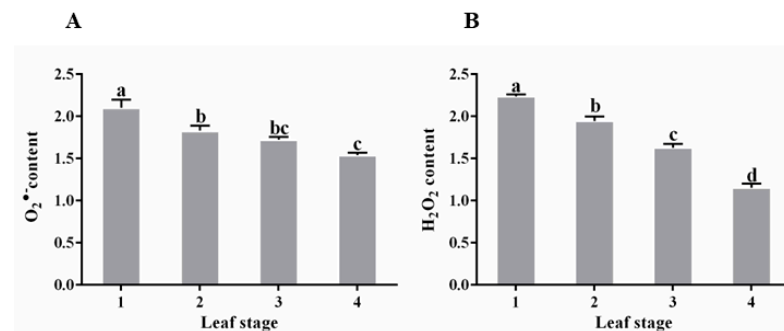 A
O₂•⁻content
2.5
2.0
1.5
1.0
0.5
0.0
a
b
bc
c
1 2 3 4
Leaf stage
B
H₂O₂ content
2.5
2.0
1.5
1.0
0.5
0.0
a
b
c
d
1 2 3 4
Leaf stage